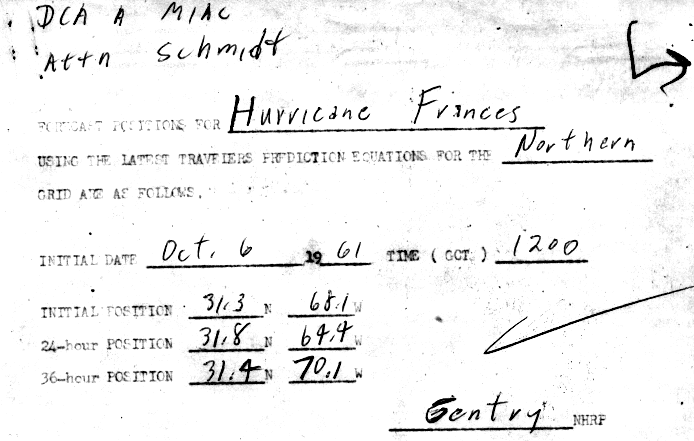 DCA A MIAC
Attn Schmidt
FORECAST POSITIONS FOR Hurricane Frances
USING THE LATEST TRAVELERS PREDICTION EQUATIONS FOR THE Northern
GRID ARE AS FOLLOWS.
INITIAL DATE Oct. 6 19 61 TIME (GCT) 1200
INITIAL POSITION 31.3 N 68.1 W
24-hour POSITION 31.8 N 64.4 W
36-hour POSITION 31.4 N 70.1 W
Gentry NHRP